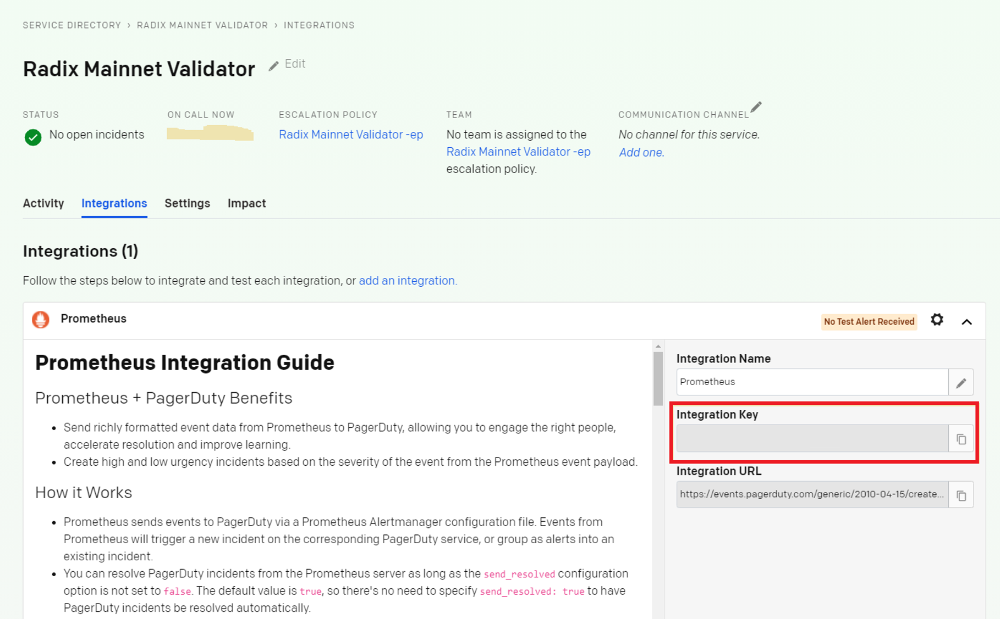 SERVICE DIRECTORY › RADIX MAINNET VALIDATOR › INTEGRATIONS
Radix Mainnet Validator Edit
STATUS
No open incidents
ON CALL NOW
ESCALATION POLICY
Radix Mainnet Validator -ep
TEAM
No team is assigned to the
Radix Mainnet Validator -ep
escalation policy.
COMMUNICATION CHANNEL
No channel for this service.
Add one.
Activity Integrations Settings Impact
Integrations (1)
Follow the steps below to integrate and test each integration, or add an integration.
Prometheus
No Test Alert Received
Prometheus Integration Guide
Prometheus + PagerDuty Benefits
• Send richly formatted event data from Prometheus to PagerDuty, allowing you to engage the right people,
accelerate resolution and improve learning.
• Create high and low urgency incidents based on the severity of the event from the Prometheus event payload.
How it Works
• Prometheus sends events to PagerDuty via a Prometheus Alertmanager configuration file. Events from
Prometheus will trigger a new incident on the corresponding PagerDuty service, or group as alerts into an
existing incident.
• You can resolve PagerDuty incidents from the Prometheus server as long as the send_resolved configuration
option is not set to false. The default value is true, so there's no need to specify send_resolved: true to have
PagerDuty incidents be resolved automatically.
Integration Name
Prometheus
Integration Key
Integration URL
https://events.pagerduty.com/generic/2010-04-15/create...